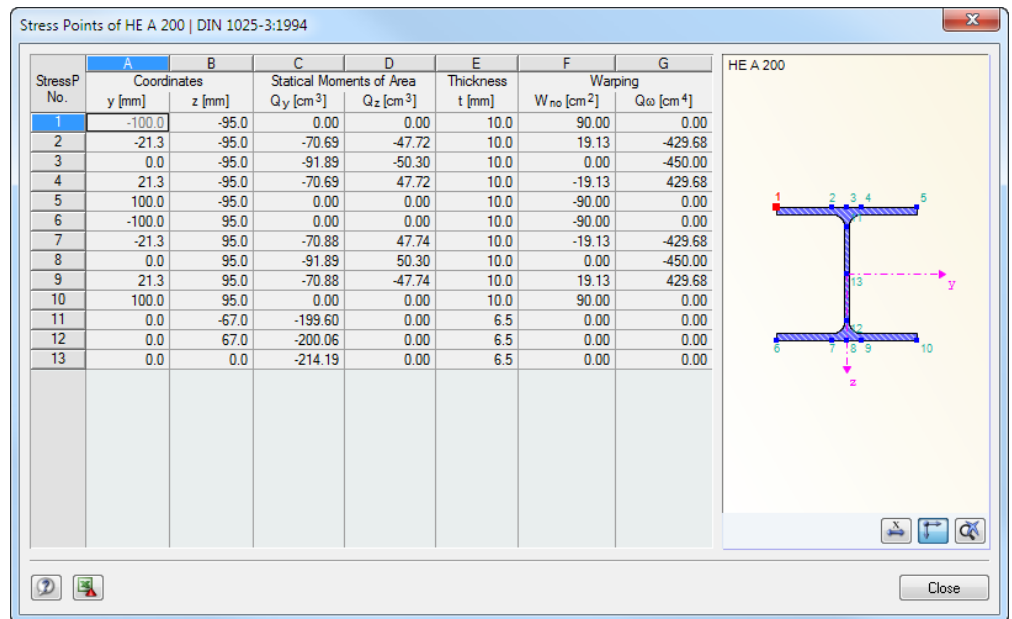 Stress Points of HE A 200 | DIN 1025-3:1994
x
A B C D E F G
StressP Coordinates Statical Moments of Area Thickness Warping
No. y [mm] z [mm] Qy [cm³] Qz [cm³] t [mm] Wno [cm²] Qω [cm⁴]
1 -100.0 -95.0 0.00 0.00 10.0 90.00 0.00
2 -21.3 -95.0 -70.69 -47.72 10.0 19.13 -429.68
3 0.0 -95.0 -91.89 -50.30 10.0 0.00 -450.00
4 21.3 -95.0 -70.69 47.72 10.0 -19.13 429.68
5 100.0 -95.0 0.00 0.00 10.0 -90.00 0.00
6 -100.0 95.0 0.00 0.00 10.0 -90.00 0.00
7 -21.3 95.0 -70.88 47.74 10.0 -19.13 -429.68
8 0.0 95.0 -91.89 50.30 10.0 0.00 -450.00
9 21.3 95.0 -70.88 -47.74 10.0 19.13 429.68
10 100.0 95.0 0.00 0.00 10.0 90.00 0.00
11 0.0 -67.0 -199.60 0.00 6.5 0.00 0.00
12 0.0 67.0 -200.06 0.00 6.5 0.00 0.00
13 0.0 0.0 -214.19 0.00 6.5 0.00 0.00
HE A 200
1 2 3 4 5
11
13 y
12
6 7 8 9 10
z
x
Close